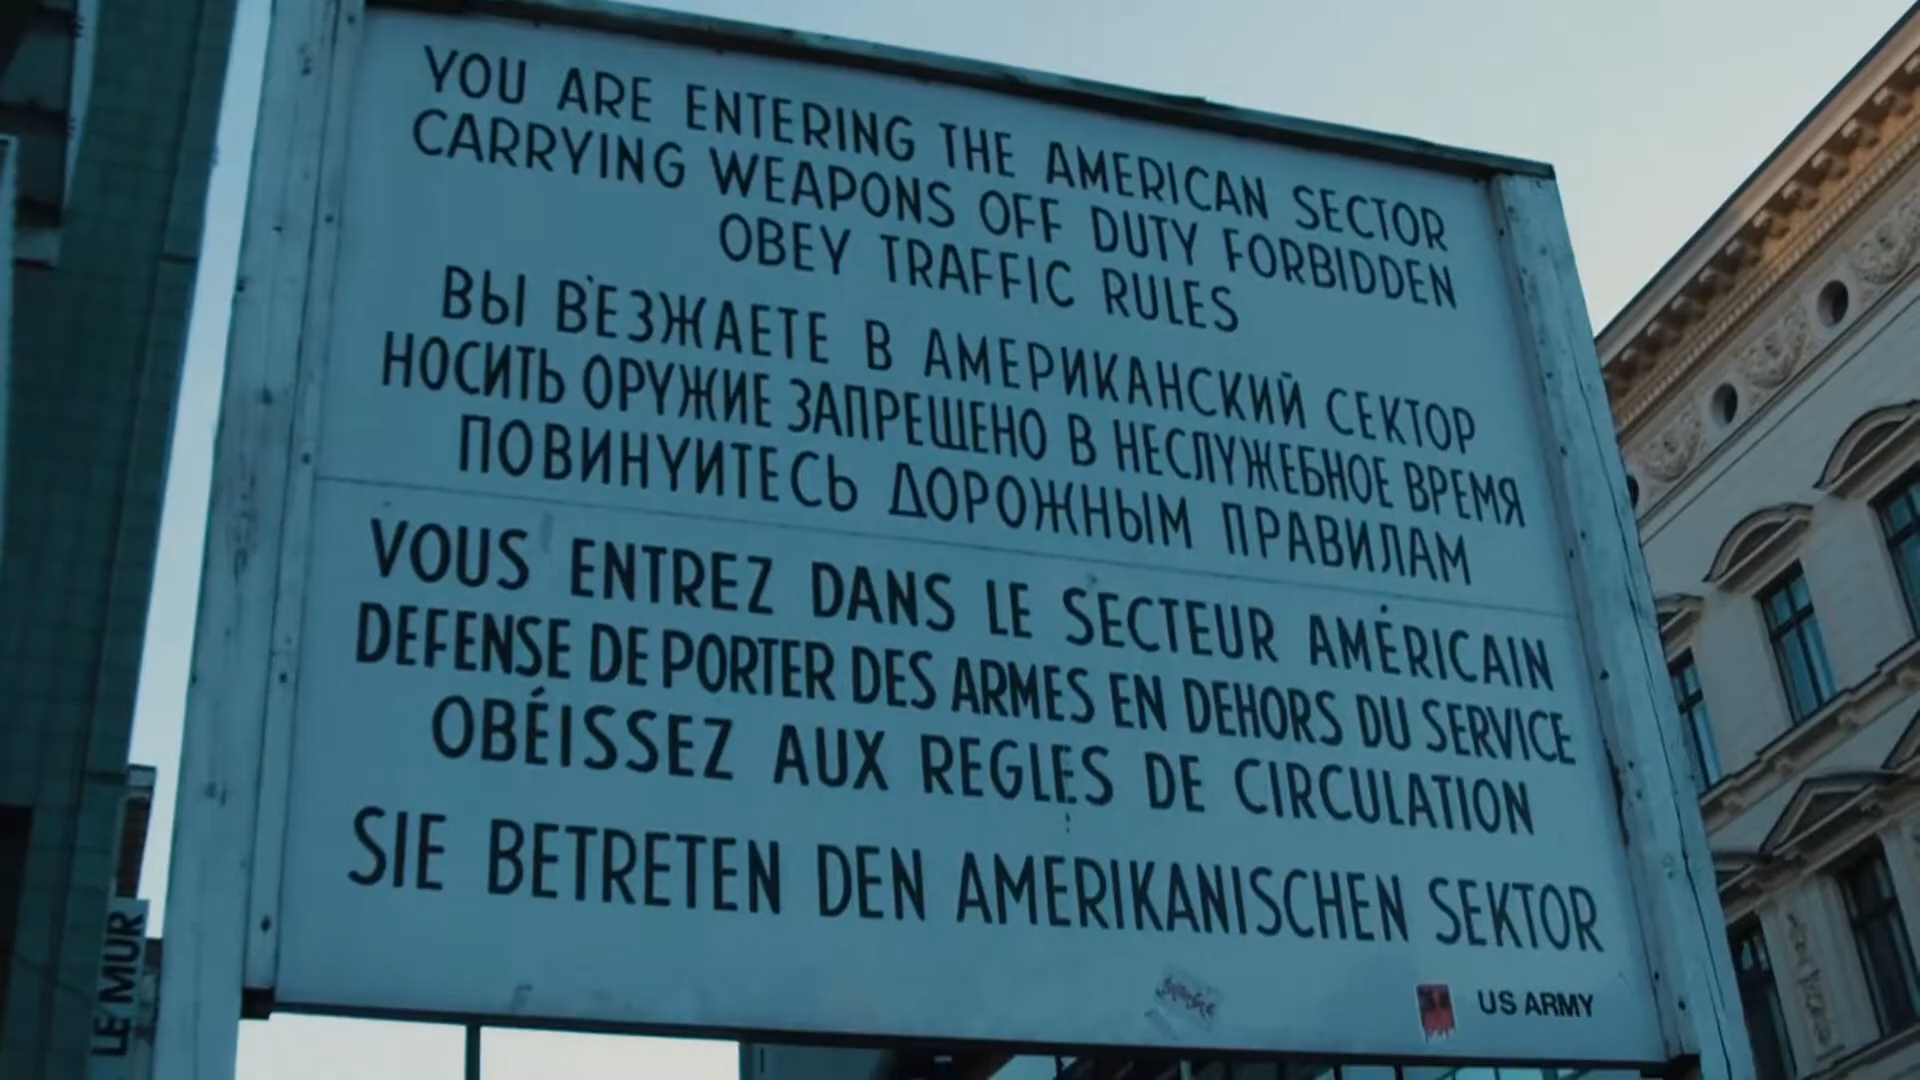 YOU ARE ENTERING THE AMERICAN SECTOR
CARRYING WEAPONS OFF DUTY FORBIDDEN
OBEY TRAFFIC RULES
ВЫ В'ЕЗЖАЕТЕ В АМЕРИКАНСКИЙ СЕКТОР
НОСИТЬ ОРУЖИЕ ЗАПРЕЩЕНО В НЕСЛУЖЕБНОЕ ВРЕМЯ
ПОВИНУИТЕСЬ ДОРОЖНЫМ ПРАВИЛАМ
VOUS ENTREZ DANS LE SECTEUR AMÉRICAIN
DEFENSE DE PORTER DES ARMES EN DEHORS DU SERVICE
OBÉISSEZ AUX REGLES DE CIRCULATION
SIE BETRETEN DEN AMERIKANISCHEN SEKTOR
US ARMY
LE MUR